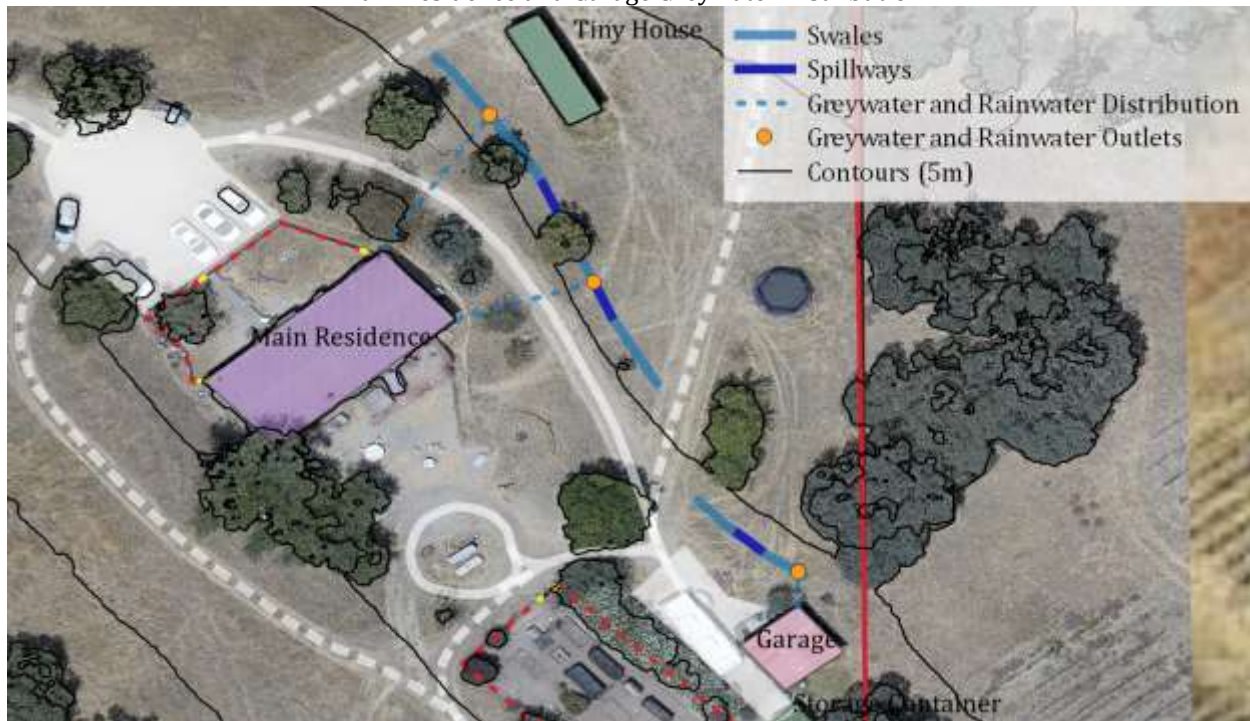 Tiny House
Swales
Spillways
Greywater and Rainwater Distribution
Greywater and Rainwater Outlets
Contours (5m)
Main Residence
Garage
Storage Container